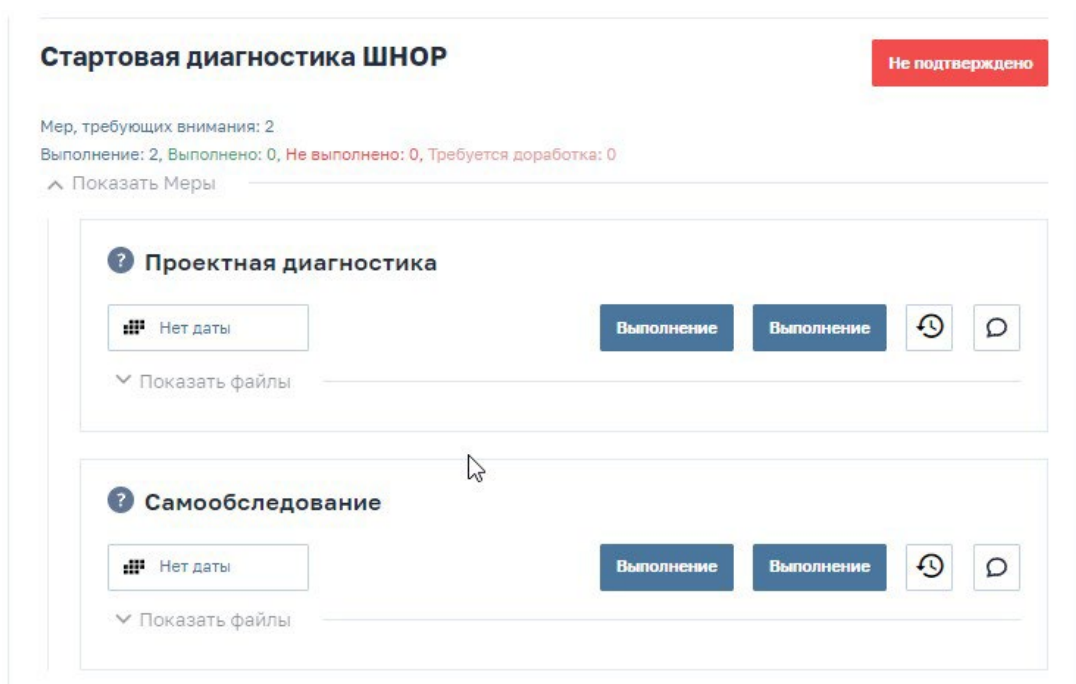 Стартовая диагностика ШНОР
Не подтверждено
Мер, требующих внимания: 2
Выполнение: 2, Выполнено: 0, Не выполнено: 0, Требуется доработка: 0
Показать Меры
? Проектная диагностика
Нет даты
Выполнение
Выполнение
Показать файлы
? Самообследование
Нет даты
Выполнение
Выполнение
Показать файлы